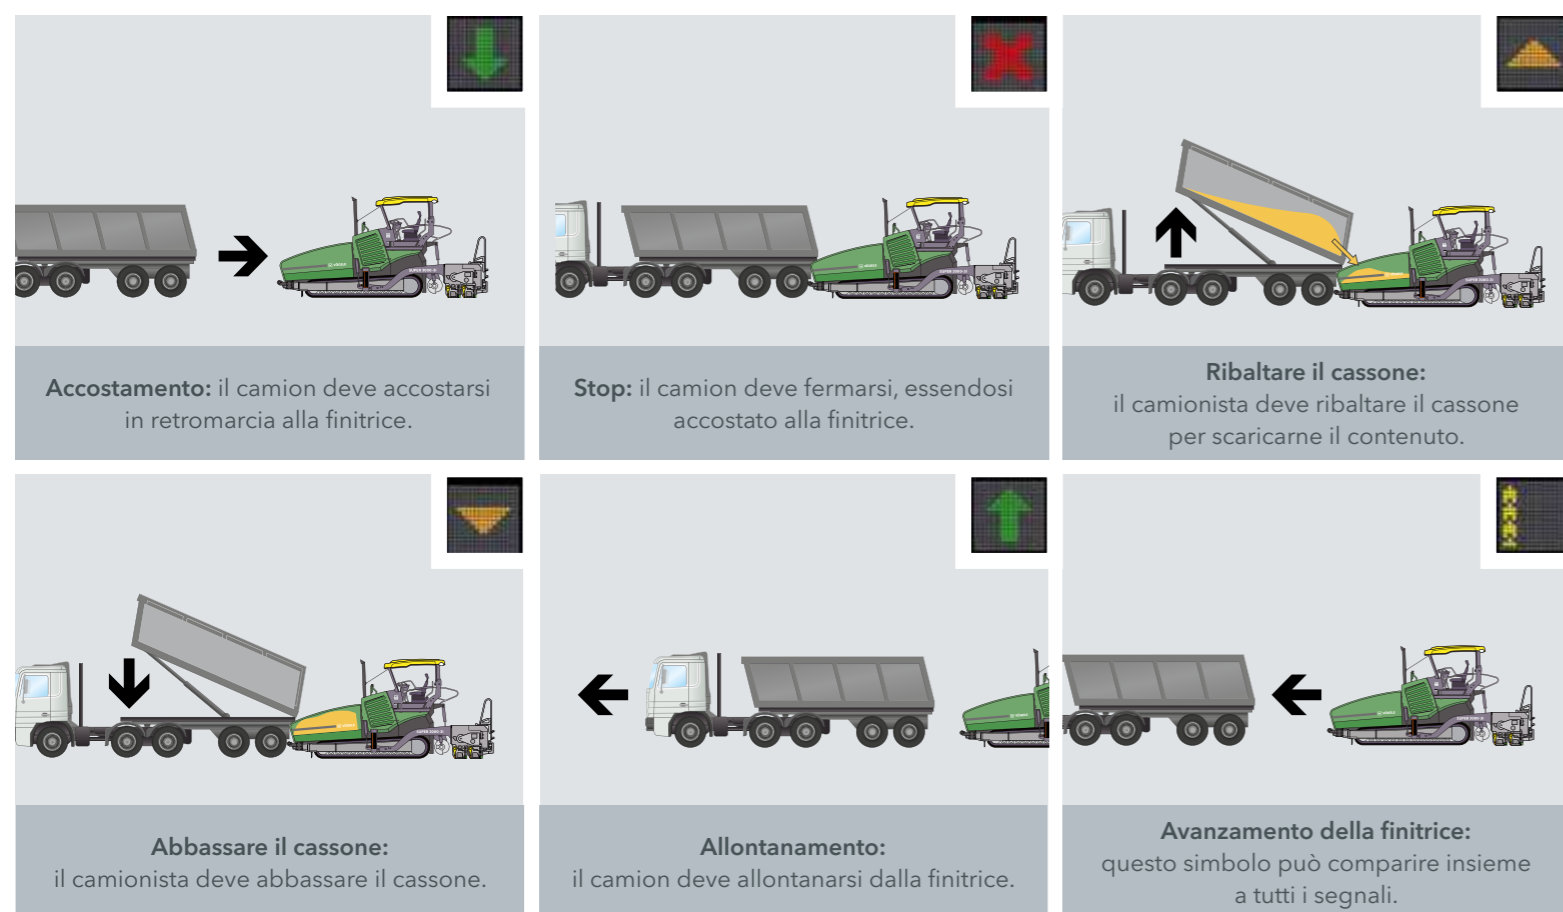 Accostamento: il camion deve accostarsi
in retromarcia alla finitrice.
Stop: il camion deve fermarsi, essendosi
accostato alla finitrice.
Ribaltare il cassone:
il camionista deve ribaltare il cassone
per scaricarne il contenuto.
Abbassare il cassone:
il camionista deve abbassare il cassone.
Allontanamento:
il camion deve allontanarsi dalla finitrice.
Avanzamento della finitrice:
questo simbolo può comparire insieme
a tutti i segnali.